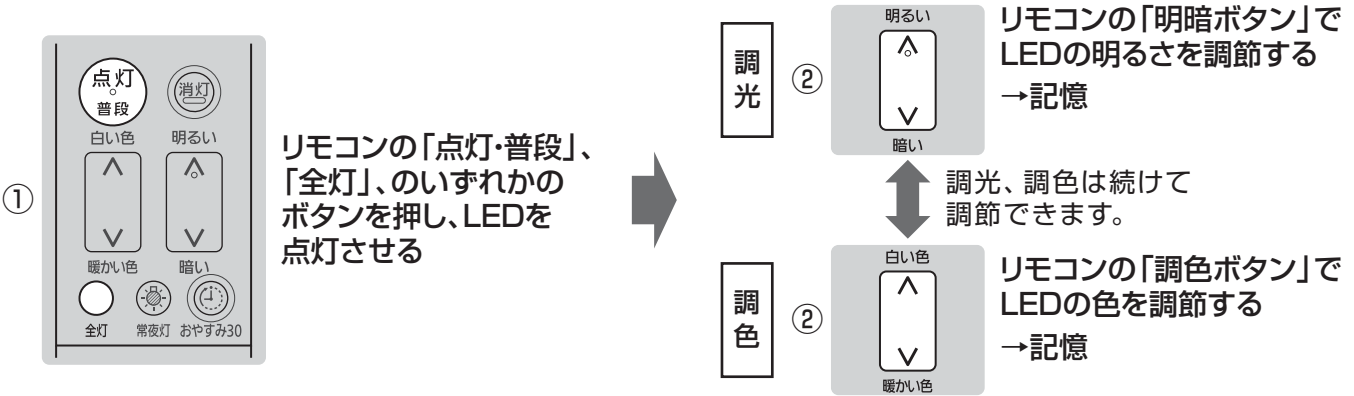 ①
点灯
普段
消灯
白い色
明るい
暖かい色
暗い
全灯
常夜灯
おやすみ30
リモコンの「点灯・普段」、
「全灯」、のいずれかの
ボタンを押し、LEDを
点灯させる
調光
②
明るい
暗い
リモコンの「明暗ボタン」で
LEDの明るさを調節する
→記憶
調光、調色は続けて
調節できます。
調色
②
白い色
暖かい色
リモコンの「調色ボタン」で
LEDの色を調節する
→記憶